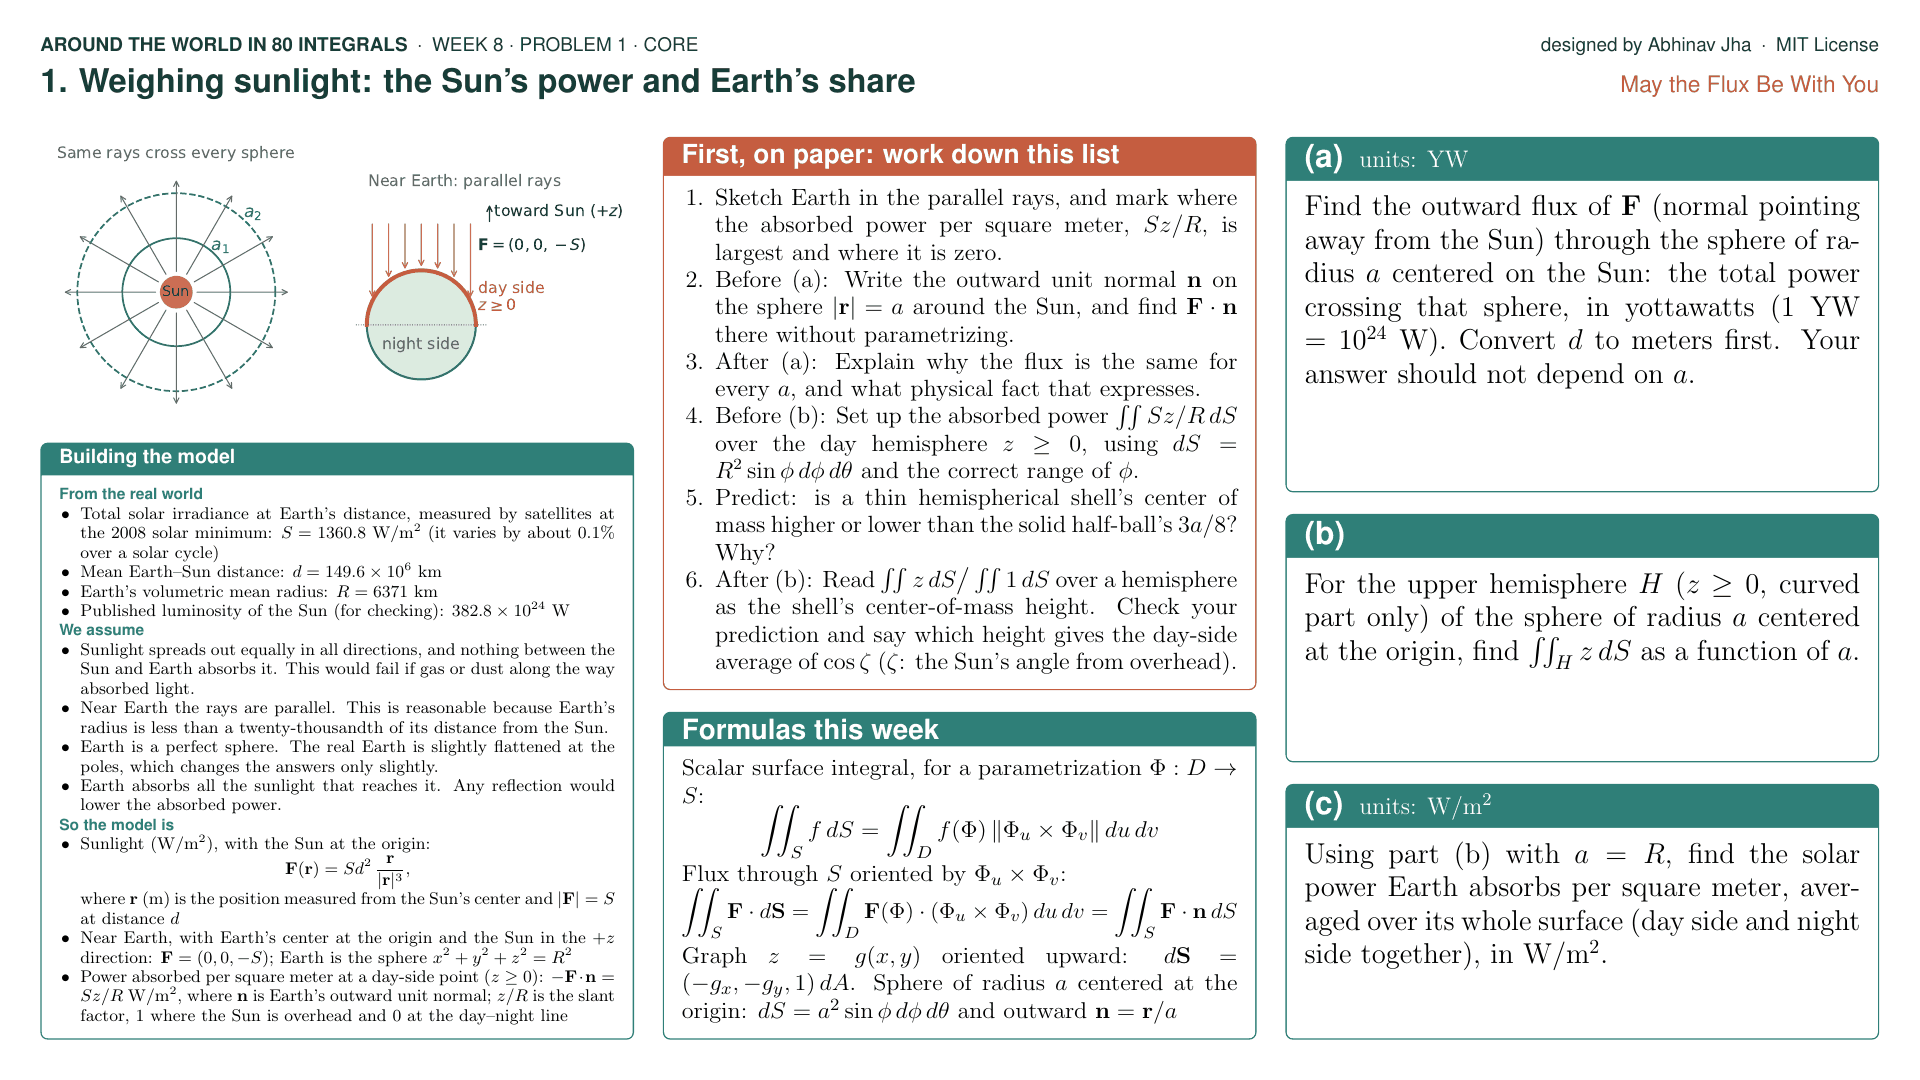 AROUND THE WORLD IN 80 INTEGRALS · WEEK 8 · PROBLEM 1 · CORE
designed by Abhinav Jha · MIT License
1. Weighing sunlight: the Sun's power and Earth's share
May the Flux Be With You
Same rays cross every sphere
a₂
a₁
Sun
Near Earth: parallel rays
toward Sun (+z)
F = (0, 0, −S)
day side
z ≥ 0
night side
Building the model
From the real world
• Total solar irradiance at Earth's distance, measured by satellites at
the 2008 solar minimum: S = 1360.8 W/m² (it varies by about 0.1%
over a solar cycle)
• Mean Earth–Sun distance: d = 149.6 × 10⁶ km
• Earth's volumetric mean radius: R = 6371 km
• Published luminosity of the Sun (for checking): 382.8 × 10²⁴ W
We assume
• Sunlight spreads out equally in all directions, and nothing between the
Sun and Earth absorbs it. This would fail if gas or dust along the way
absorbed light.
• Near Earth the rays are parallel. This is reasonable because Earth's
radius is less than a twenty-thousandth of its distance from the Sun.
• Earth is a perfect sphere. The real Earth is slightly flattened at the
poles, which changes the answers only slightly.
• Earth absorbs all the sunlight that reaches it. Any reflection would
lower the absorbed power.
So the model is
• Sunlight (W/m²), with the Sun at the origin:
F(r) = Sd² r/|r|³,
where r (m) is the position measured from the Sun's center and |F| = S
at distance d
• Near Earth, with Earth's center at the origin and the Sun in the +z
direction: F = (0, 0, −S); Earth is the sphere x² + y² + z² = R²
• Power absorbed per square meter at a day-side point (z ≥ 0): −F·n =
Sz/R W/m², where n is Earth's outward unit normal; z/R is the slant
factor, 1 where the Sun is overhead and 0 at the day–night line
First, on paper: work down this list
1. Sketch Earth in the parallel rays, and mark where
the absorbed power per square meter, Sz/R, is
largest and where it is zero.
2. Before (a): Write the outward unit normal n on
the sphere |r| = a around the Sun, and find F · n
there without parametrizing.
3. After (a): Explain why the flux is the same for
every a, and what physical fact that expresses.
4. Before (b): Set up the absorbed power ∬ Sz/R dS
over the day hemisphere z ≥ 0, using dS =
R² sin ϕ dϕ dθ and the correct range of ϕ.
5. Predict: is a thin hemispherical shell's center of
mass higher or lower than the solid half-ball's 3a/8?
Why?
6. After (b): Read ∬ z dS/ ∬ 1 dS over a hemisphere
as the shell's center-of-mass height. Check your
prediction and say which height gives the day-side
average of cos ζ (ζ: the Sun's angle from overhead).
Formulas this week
Scalar surface integral, for a parametrization Φ : D →
S:
∬_S f dS = ∬_D f(Φ) ‖Φᵤ × Φᵥ‖ du dv
Flux through S oriented by Φᵤ × Φᵥ:
∬_S F · dS = ∬_D F(Φ) · (Φᵤ × Φᵥ) du dv = ∬_S F · n dS
Graph z = g(x, y) oriented upward: dS =
(−gₓ, −g_y, 1) dA. Sphere of radius a centered at the
origin: dS = a² sin ϕ dϕ dθ and outward n = r/a
(a) units: YW
Find the outward flux of F (normal pointing
away from the Sun) through the sphere of ra-
dius a centered on the Sun: the total power
crossing that sphere, in yottawatts (1 YW
= 10²⁴ W). Convert d to meters first. Your
answer should not depend on a.
(b)
For the upper hemisphere H (z ≥ 0, curved
part only) of the sphere of radius a centered
at the origin, find ∬_H z dS as a function of a.
(c) units: W/m²
Using part (b) with a = R, find the solar
power Earth absorbs per square meter, aver-
aged over its whole surface (day side and night
side together), in W/m².